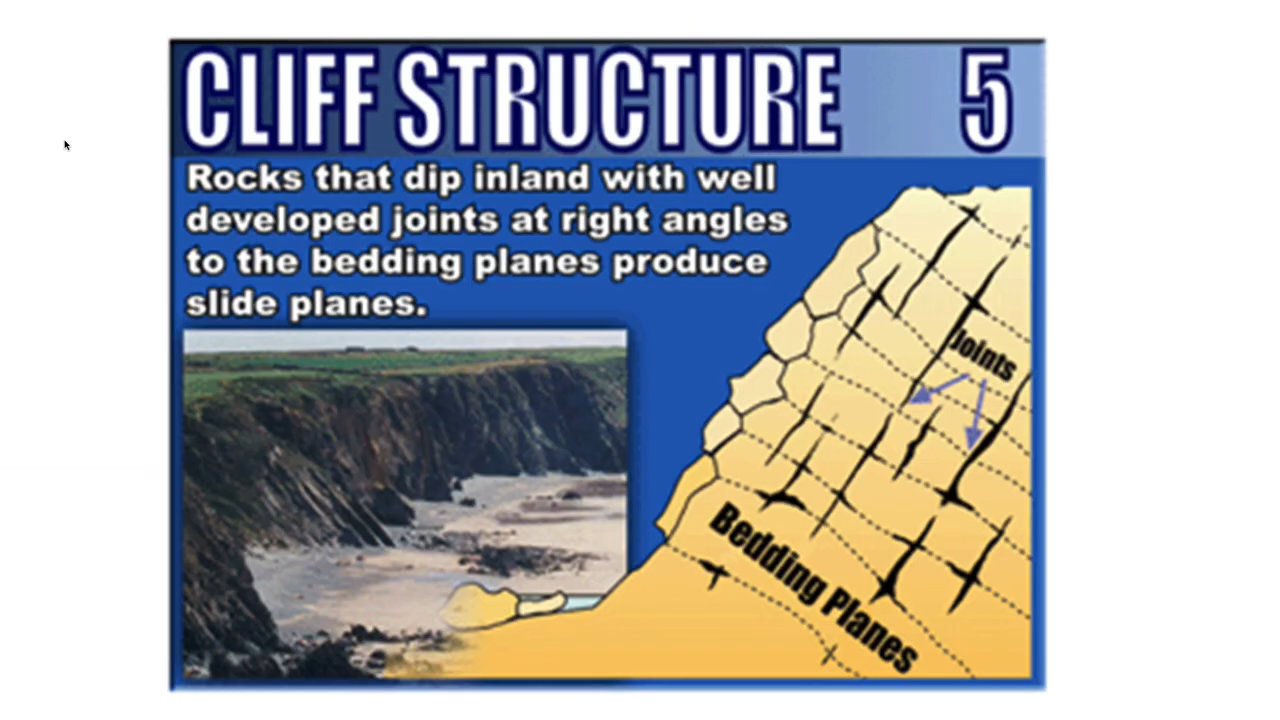 CLIFF STRUCTURE 5
Rocks that dip inland with well
developed joints at right angles
to the bedding planes produce
slide planes.
Joints
Bedding Planes